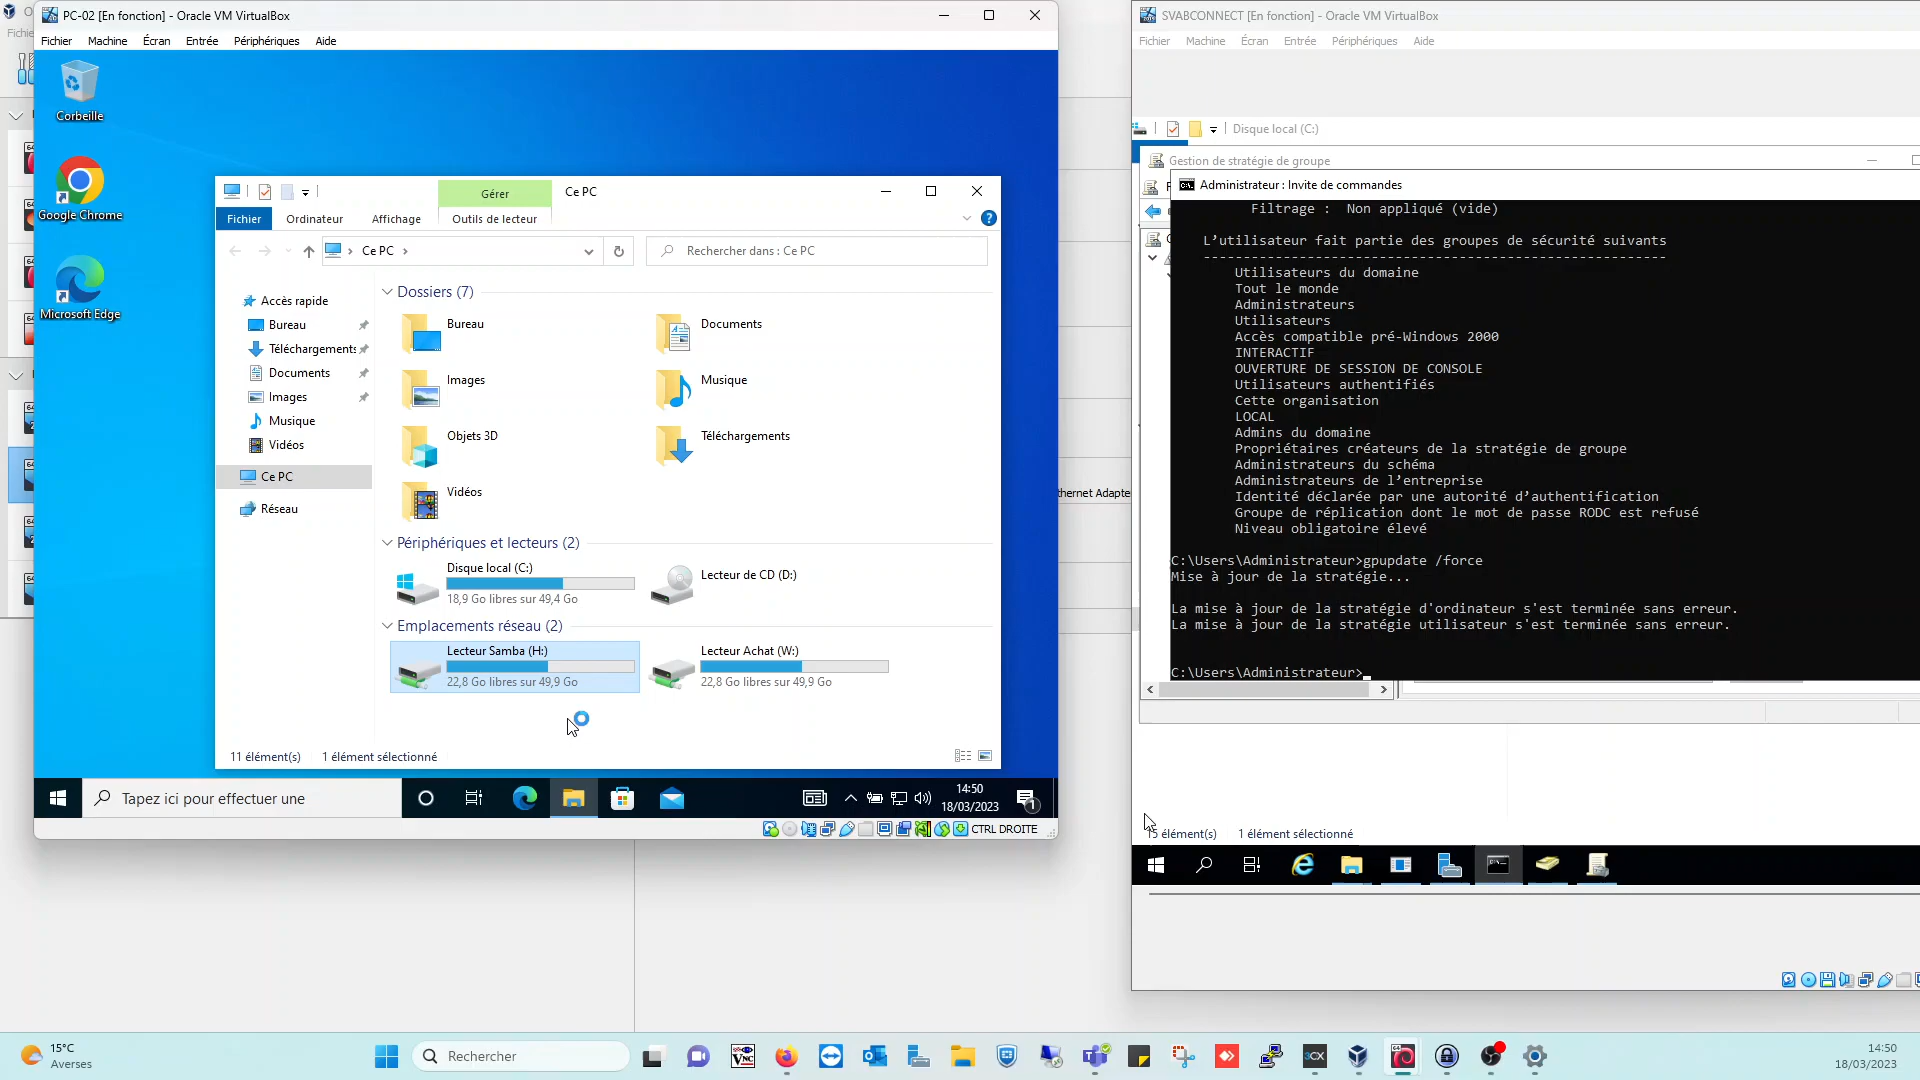 PC-02 [En fonction] - Oracle VM VirtualBox
Fichier Machine Écran Entrée Périphériques Aide
Corbeille
Google Chrome
Microsoft Edge
Gérer Ce PC
Fichier Ordinateur Affichage Outils de lecteur
Ce PC
Rechercher dans : Ce PC
Accès rapide
Bureau
Téléchargements
Documents
Images
Musique
Vidéos
Ce PC
Réseau
Dossiers (7)
Bureau
Documents
Images
Musique
Objets 3D
Téléchargements
Vidéos
Périphériques et lecteurs (2)
Disque local (C:)
18,9 Go libres sur 49,4 Go
Lecteur de CD (D:)
Emplacements réseau (2)
Lecteur Samba (H:)
22,8 Go libres sur 49,9 Go
Lecteur Achat (W:)
22,8 Go libres sur 49,9 Go
11 élément(s) 1 élément sélectionné
Tapez ici pour effectuer une
14:50
18/03/2023
1
CTRL DROITE
thernet Adapte
SVABCONNECT [En fonction] - Oracle VM VirtualBox
Fichier Machine Écran Entrée Périphériques Aide
Disque local (C:)
Gestion de stratégie de groupe
Administrateur : Invite de commandes
Filtrage : Non appliqué (vide)
L'utilisateur fait partie des groupes de sécurité suivants
----------------------------------------------------------
Utilisateurs du domaine
Tout le monde
Administrateurs
Utilisateurs
Accès compatible pré-Windows 2000
INTERACTIF
OUVERTURE DE SESSION DE CONSOLE
Utilisateurs authentifiés
Cette organisation
LOCAL
Admins du domaine
Propriétaires créateurs de la stratégie de groupe
Administrateurs du schéma
Administrateurs de l'entreprise
Identité déclarée par une autorité d'authentification
Groupe de réplication dont le mot de passe RODC est refusé
Niveau obligatoire élevé
C:\Users\Administrateur>gpupdate /force
Mise à jour de la stratégie...
La mise à jour de la stratégie d'ordinateur s'est terminée sans erreur.
La mise à jour de la stratégie utilisateur s'est terminée sans erreur.
C:\Users\Administrateur>
15 élément(s) 1 élément sélectionné
15°C
Averses
Rechercher
VNC
3CX
14:50
18/03/2023